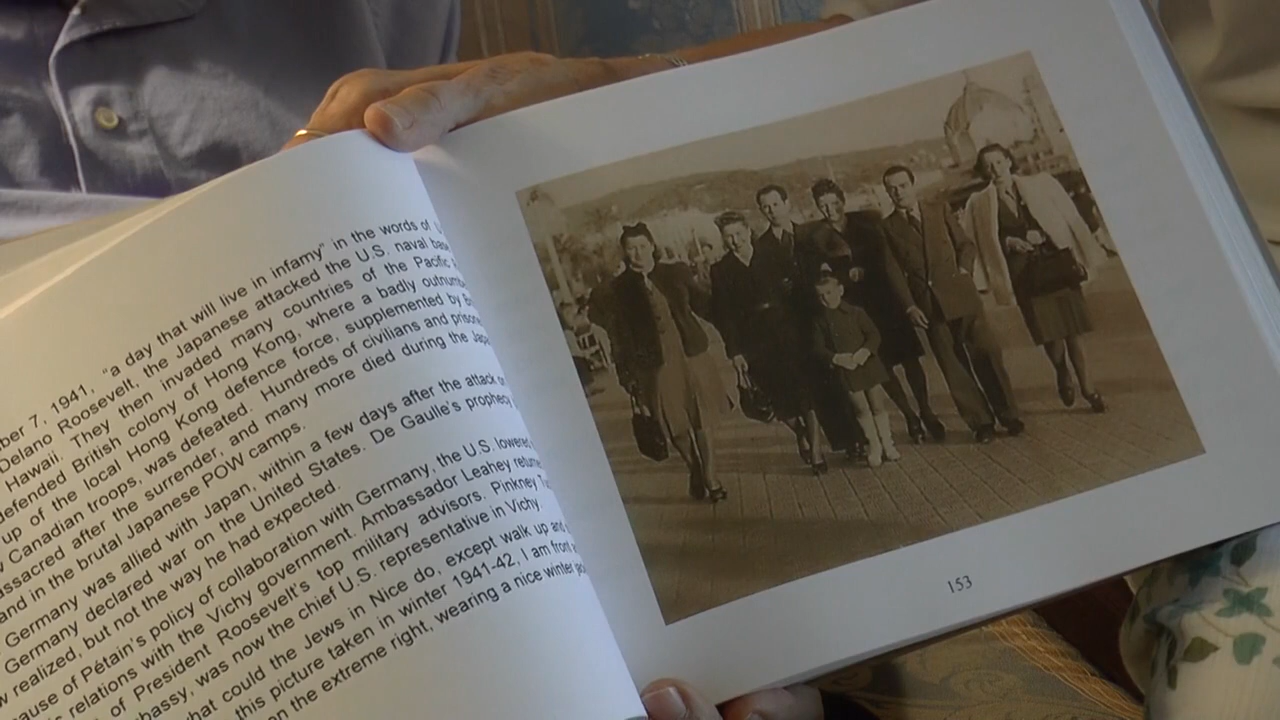 ber 7, 1941, "a day that will live in infamy" in the words of
Delano Roosevelt, the Japanese attacked the U.S. naval
Hawaii. They then invaded many countries of the Pacific
defended British colony of Hong Kong, where a badly
up of the local Hong Kong defence force, supplemented by
Canadian troops, was defeated. Hundreds of civilians and
assacred after the surrender, and many more died during the
and in the brutal Japanese POW camps.
Germany was allied with Japan, within a few days after the attack
Germany declared war on the United States. De Gaulle's prophecy
realized, but not the way he had expected.
ause of Pétain's policy of collaboration with Germany, the U.S. lowered
relations with the Vichy government. Ambassador Leahey
of President Roosevelt's top military advisors. Pinkney
bassy, was now the chief U.S. representative in Vichy.
hat could the Jews in Nice do, except walk up and
this picture taken in winter 1941-42, I am
on the extreme right, wearing a nice winter
153